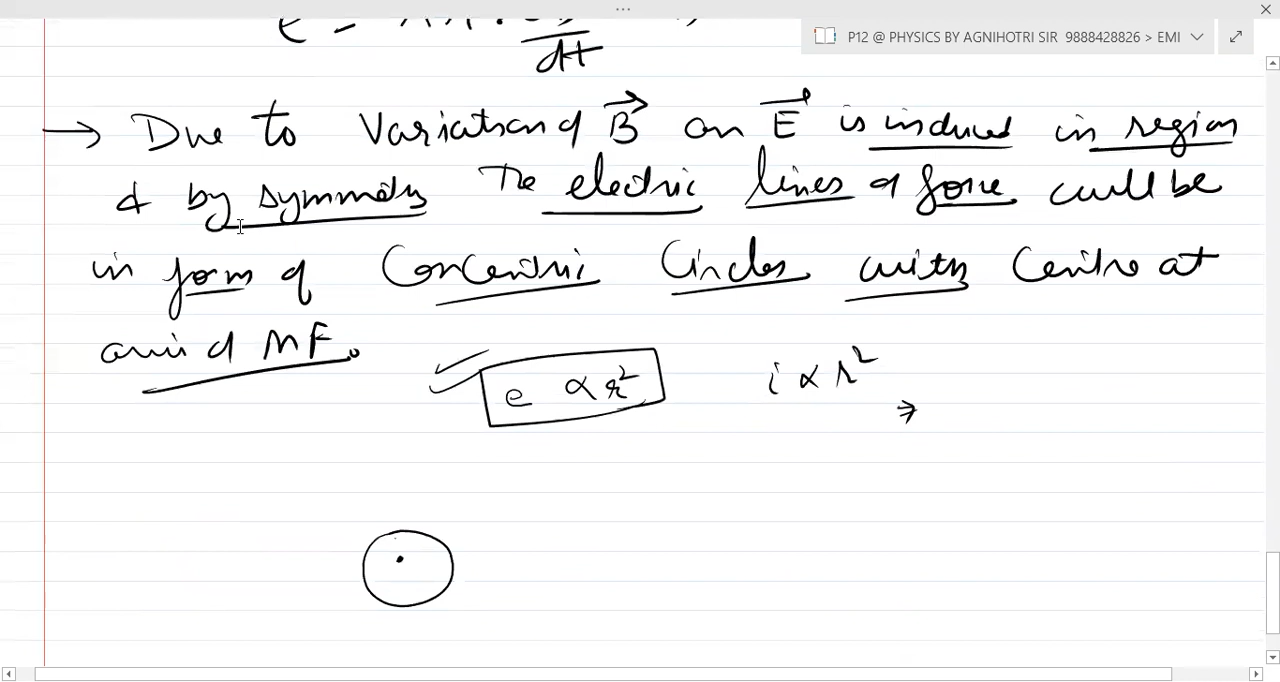 P12 @ PHYSICS BY AGNIHOTRI SIR 9888428826 > EMI
dt
→ Due to Variation of B⃗ an E⃗ is induced in region
& by symmetry The electric lines of force will be
in form of Concentric Circles with Centre at
axis of MF.
e ∝ r² i ∝ r²
⇒